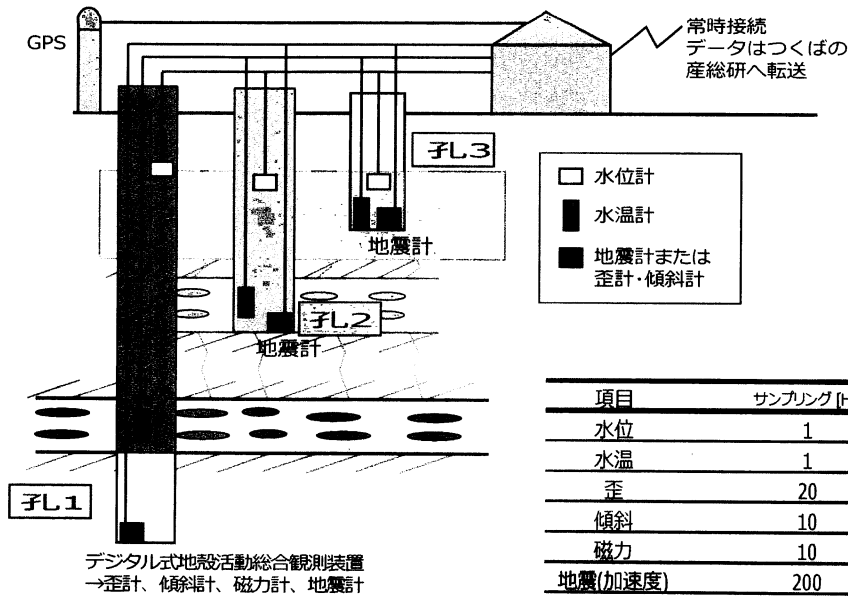 GPS
常時接続
データはつくばの
産総研へ転送
孔3
水位計
水温計
地震計または
歪計・傾斜計
地震計
孔2
地震計
孔1
デジタル式地殻活動総合観測装置
→歪計、傾斜計、磁力計、地震計
項目 サンプリング [H
水位 1
水温 1
歪 20
傾斜 10
磁力 10
地震(加速度) 200